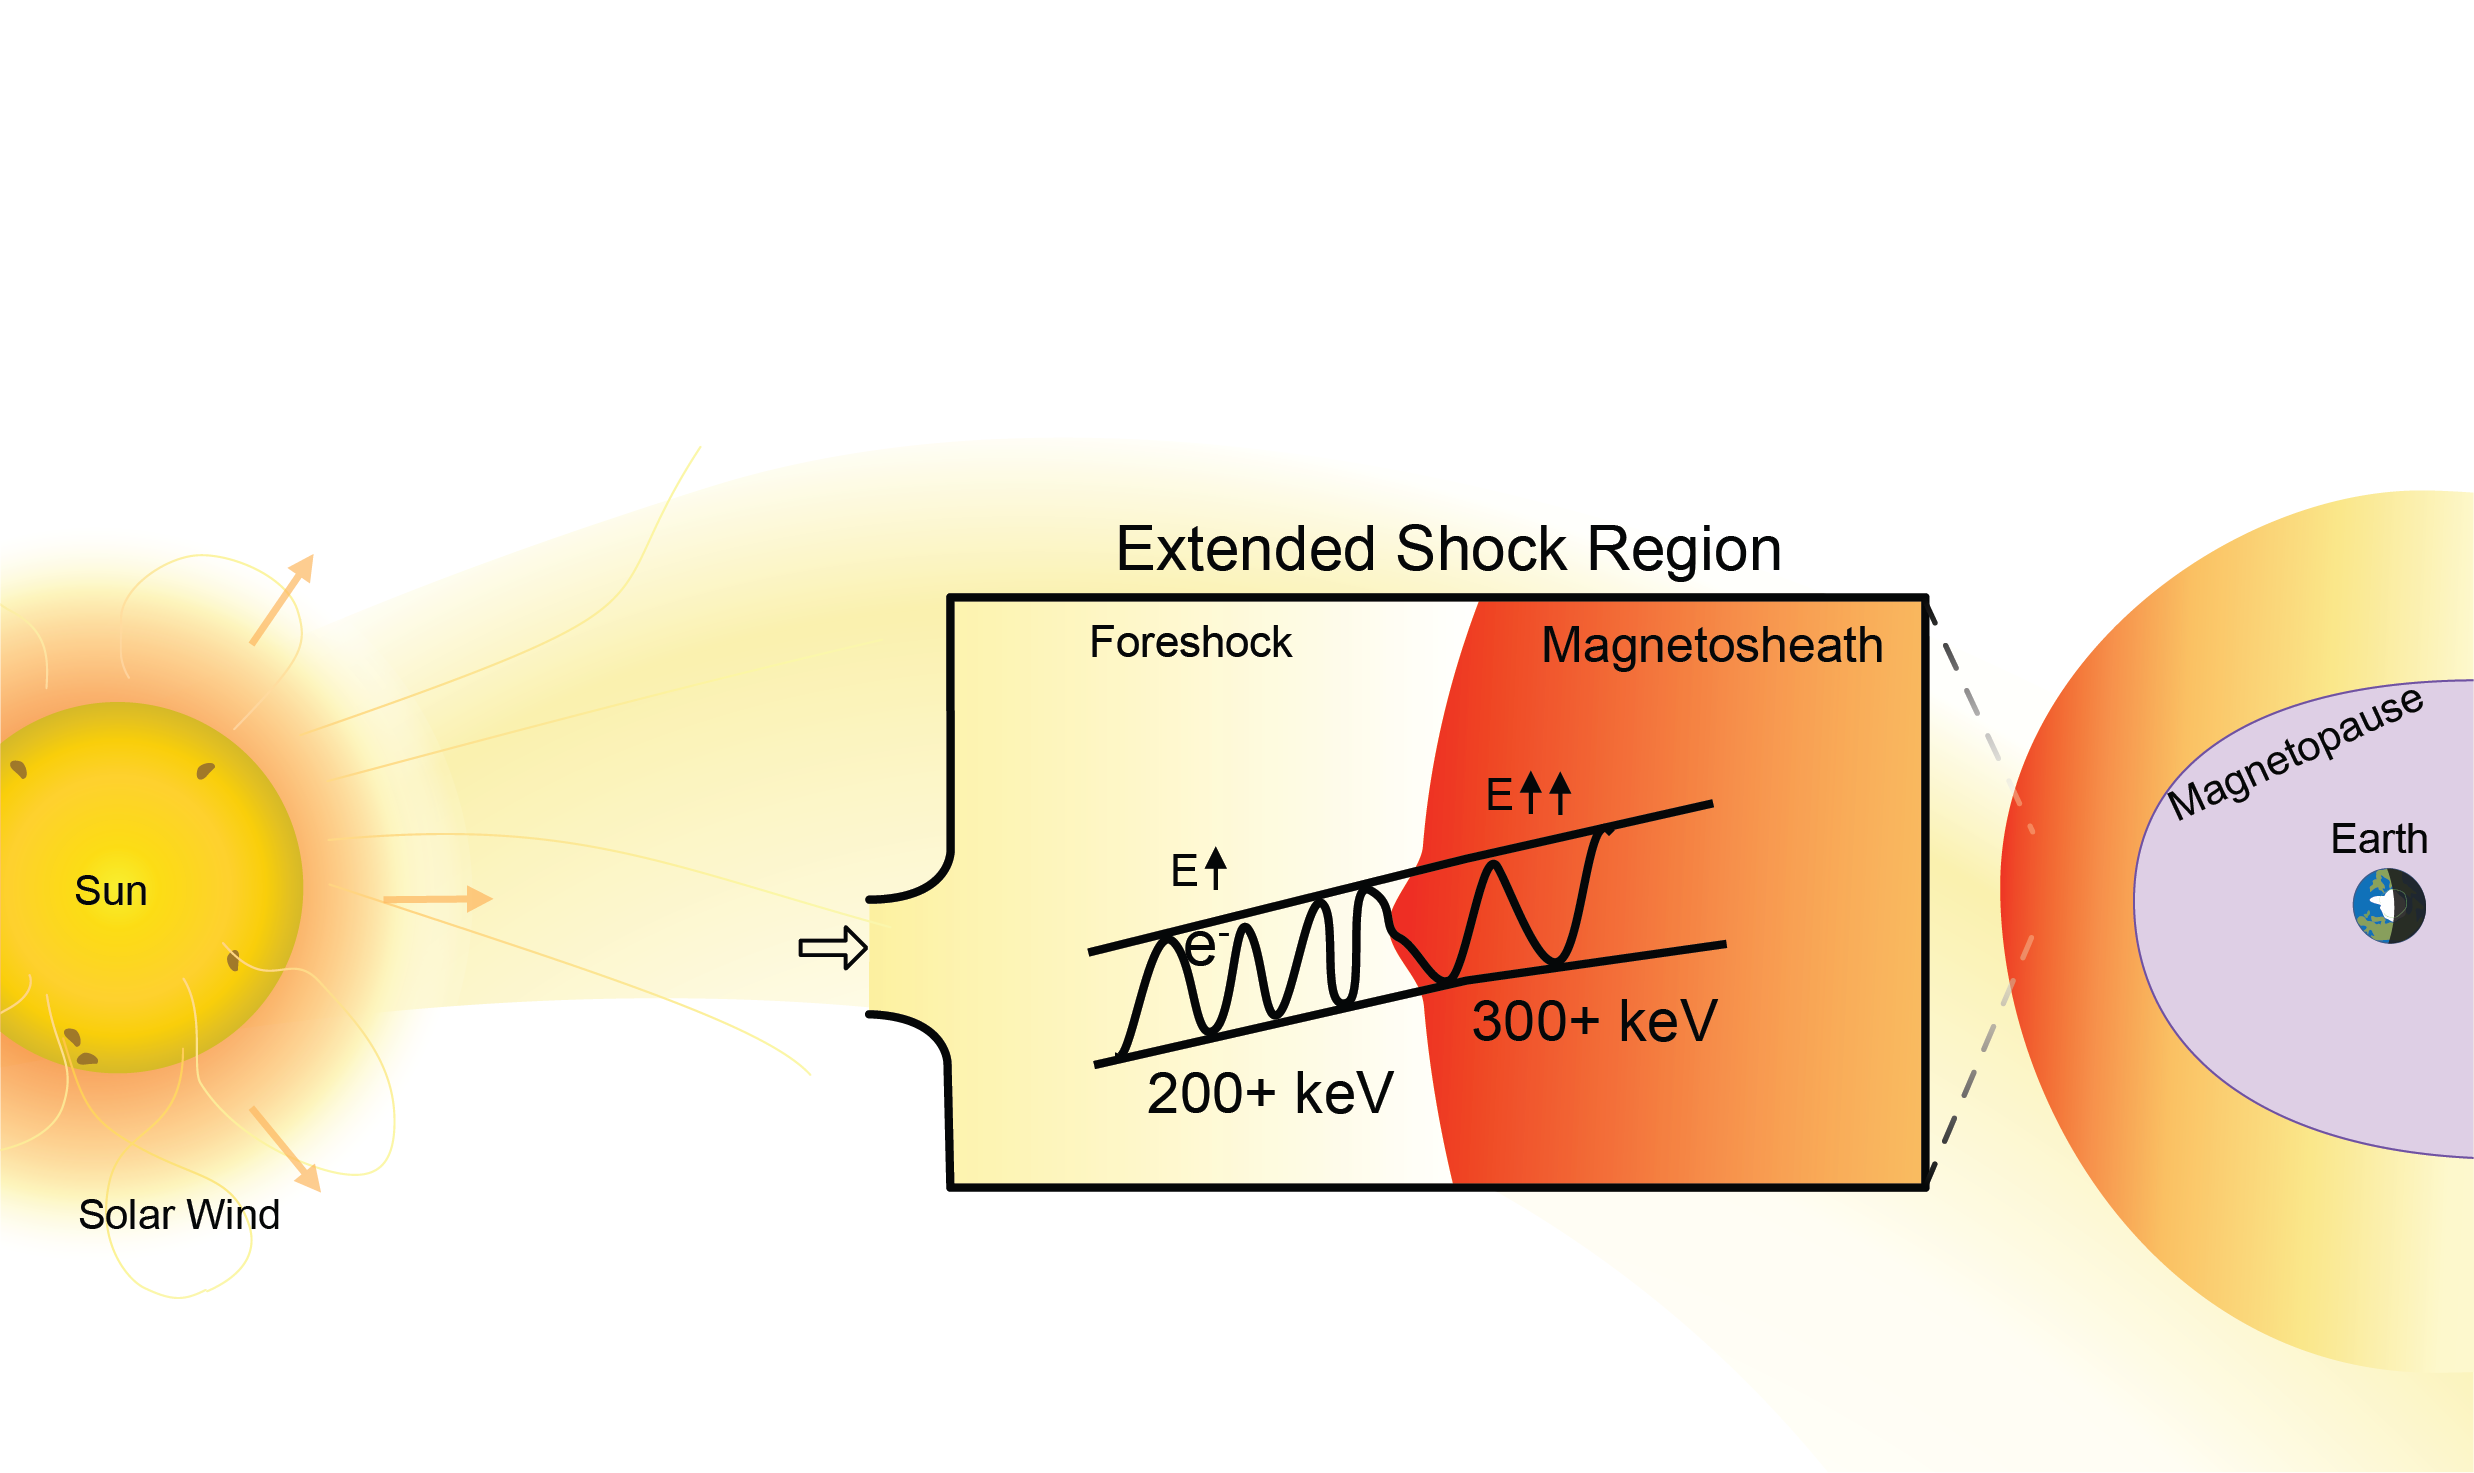 Extended Shock Region
Foreshock
Magnetosheath
Magnetopause
E↑↑
Earth
E↑
Sun
e-
300+ keV
200+ keV
Solar Wind